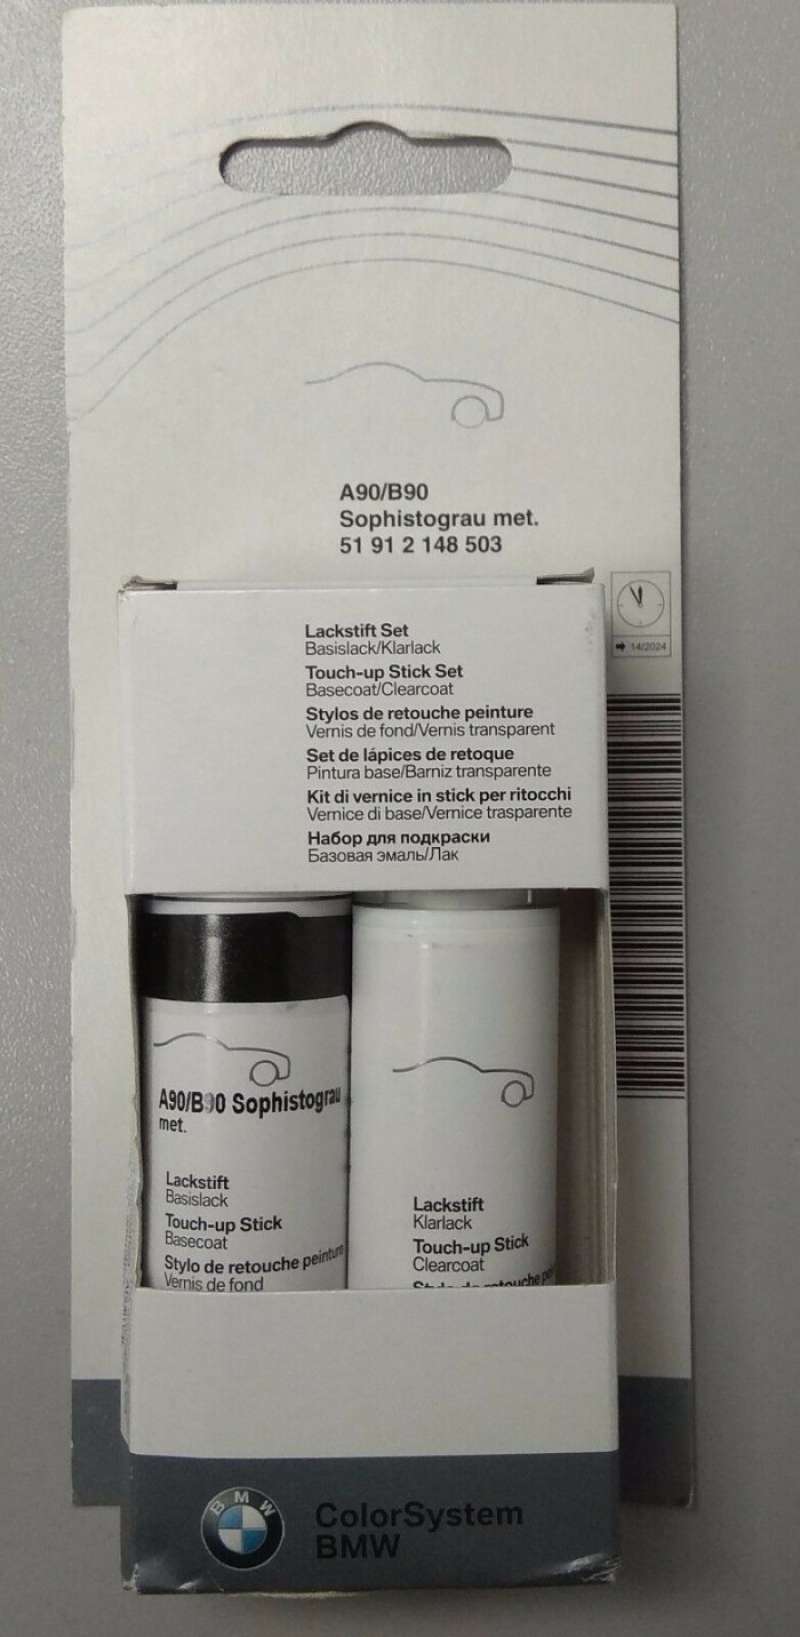 A90/B90
Sophistograu met.
51 91 2 148 503
14/2024
Lackstift Set
Basislack/Klarlack
Touch-up Stick Set
Basecoat/Clearcoat
Stylos de retouche peinture
Vernis de fond/Vernis transparent
Set de lápices de retoque
Pintura base/Barniz transparente
Kit di vernice in stick per ritocchi
Vernice di base/Vernice trasparente
Набор для подкраски
Базовая эмаль/Лак
A90/B90 Sophistograu
met.
Lackstift
Basislack
Touch-up Stick
Basecoat
Stylo de retouche peinture
Vernis de fond
Lackstift
Klarlack
Touch-up Stick
Clearcoat
BMW
ColorSystem
BMW